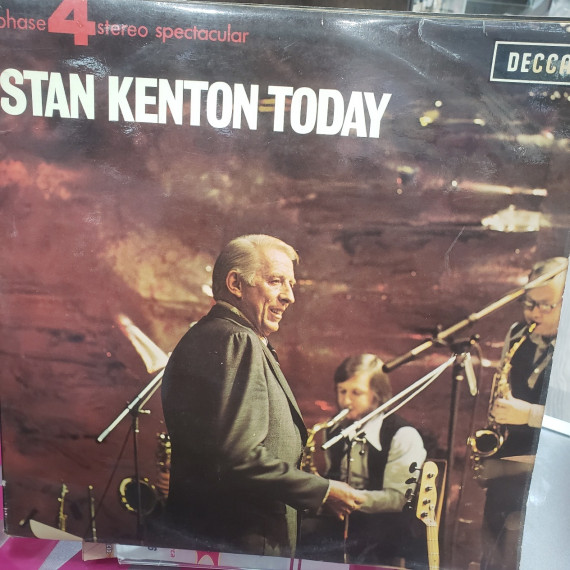 phase 4 stereo spectacular
DECCA
STAN KENTON TODAY